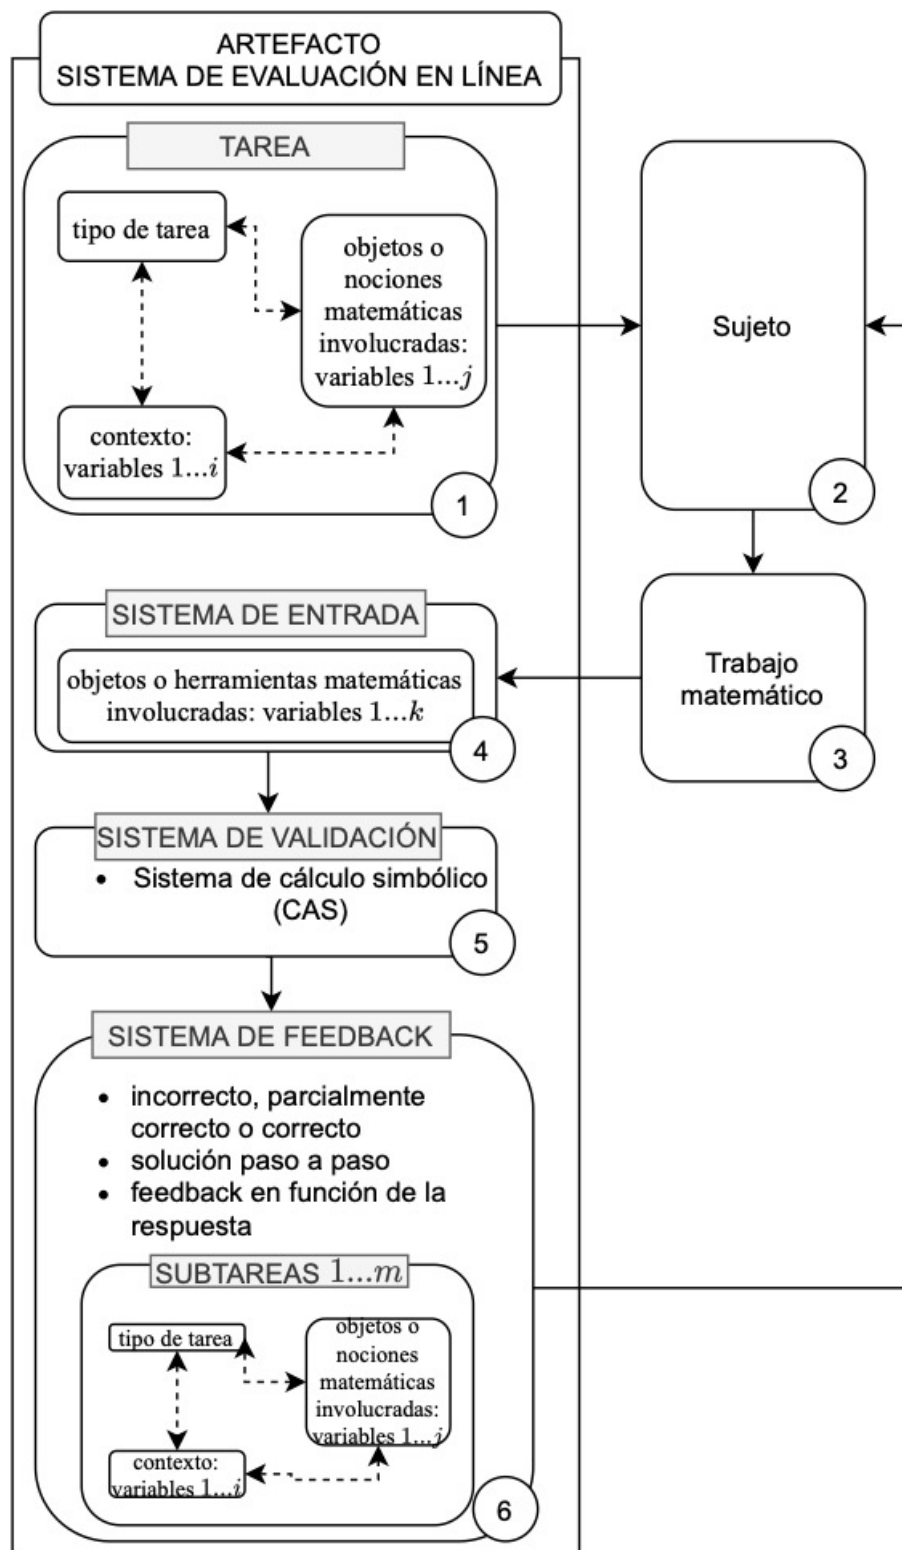 ARTEFACTO
SISTEMA DE EVALUACIÓN EN LÍNEA
TAREA
tipo de tarea
objetos o
nociones
matemáticas
involucradas:
variables 1...j
contexto:
variables 1...i
1
Sujeto
2
Trabajo
matemático
3
SISTEMA DE ENTRADA
objetos o herramientas matemáticas
involucradas: variables 1...k
4
SISTEMA DE VALIDACIÓN
• Sistema de cálculo simbólico
(CAS)
5
SISTEMA DE FEEDBACK
• incorrecto, parcialmente
correcto o correcto
• solución paso a paso
• feedback en función de la
respuesta
SUBTAREAS 1...m
tipo de tarea
objetos o
nociones
matemáticas
involucradas:
variables 1...j
contexto:
variables 1...i
6